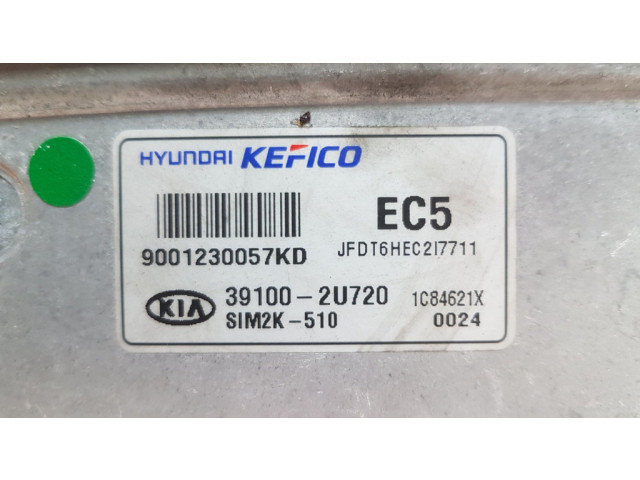 HYUNDAI KEFICO
EC5
9001230057KD
JFDT6HEC2I7711
KIA
39100-2U720
1C84621X
SIM2K-510
0024